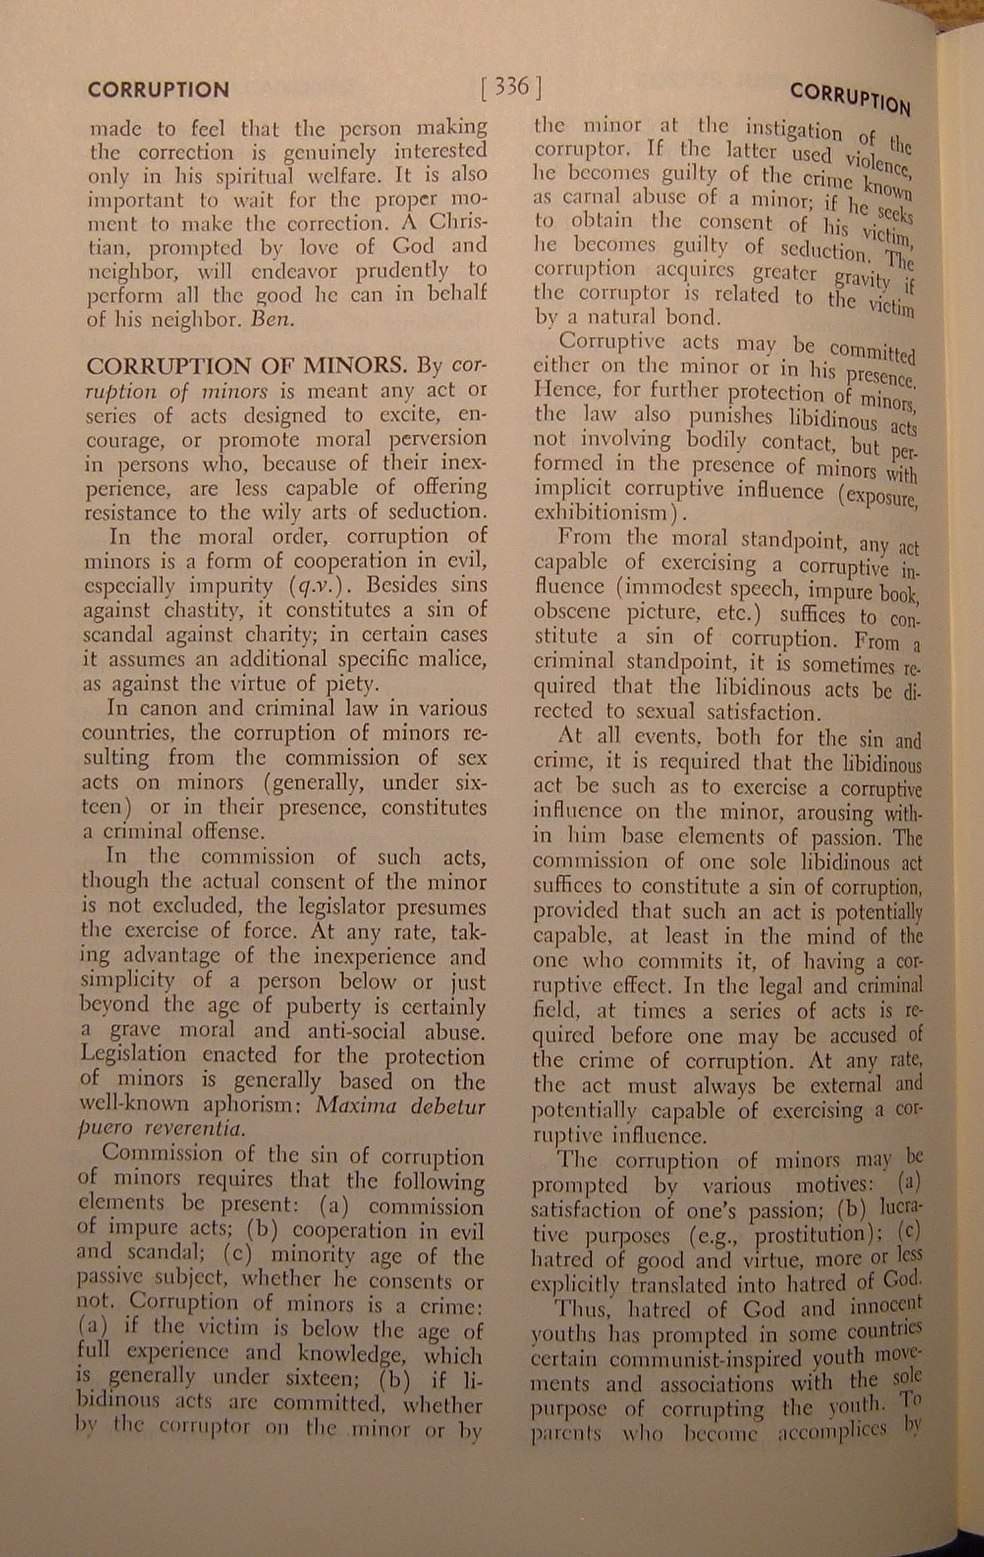 CORRUPTION [ 336 ] CORRUPTION
made to feel that the person making
the correction is genuinely interested
only in his spiritual welfare. It is also
important to wait for the proper mo-
ment to make the correction. A Chris-
tian, prompted by love of God and
neighbor, will endeavor prudently to
perform all the good he can in behalf
of his neighbor. Ben.
CORRUPTION OF MINORS. By cor-
ruption of minors is meant any act or
series of acts designed to excite, en-
courage, or promote moral perversion
in persons who, because of their inex-
perience, are less capable of offering
resistance to the wily arts of seduction.
In the moral order, corruption of
minors is a form of cooperation in evil,
especially impurity (q.v.). Besides sins
against chastity, it constitutes a sin of
scandal against charity; in certain cases
it assumes an additional specific malice,
as against the virtue of piety.
In canon and criminal law in various
countries, the corruption of minors re-
sulting from the commission of sex
acts on minors (generally, under six-
teen) or in their presence, constitutes
a criminal offense.
In the commission of such acts,
though the actual consent of the minor
is not excluded, the legislator presumes
the exercise of force. At any rate, tak-
ing advantage of the inexperience and
simplicity of a person below or just
beyond the age of puberty is certainly
a grave moral and anti-social abuse.
Legislation enacted for the protection
of minors is generally based on the
well-known aphorism: Maxima debetur
puero reverentia.
Commission of the sin of corruption
of minors requires that the following
elements be present: (a) commission
of impure acts; (b) cooperation in evil
and scandal; (c) minority age of the
passive subject, whether he consents or
not. Corruption of minors is a crime:
(a) if the victim is below the age of
full experience and knowledge, which
is generally under sixteen; (b) if li-
bidinous acts are committed, whether
by the corruptor on the minor or by
the minor at the instigation of the
corruptor. If the latter used violence,
he becomes guilty of the crime known
as carnal abuse of a minor; if he seeks
to obtain the consent of his victim,
he becomes guilty of seduction. The
corruption acquires greater gravity if
the corruptor is related to the victim
by a natural bond.
Corruptive acts may be committed
either on the minor or in his presence.
Hence, for further protection of minors,
the law also punishes libidinous acts
not involving bodily contact, but per-
formed in the presence of minors with
implicit corruptive influence (exposure,
exhibitionism).
From the moral standpoint, any act
capable of exercising a corruptive in-
fluence (immodest speech, impure book,
obscene picture, etc.) suffices to con-
stitute a sin of corruption. From a
criminal standpoint, it is sometimes re-
quired that the libidinous acts be di-
rected to sexual satisfaction.
At all events, both for the sin and
crime, it is required that the libidinous
act be such as to exercise a corruptive
influence on the minor, arousing with-
in him base elements of passion. The
commission of one sole libidinous act
suffices to constitute a sin of corruption,
provided that such an act is potentially
capable, at least in the mind of the
one who commits it, of having a cor-
ruptive effect. In the legal and criminal
field, at times a series of acts is re-
quired before one may be accused of
the crime of corruption. At any rate,
the act must always be external and
potentially capable of exercising a cor-
ruptive influence.
The corruption of minors may be
prompted by various motives: (a)
satisfaction of one's passion; (b) lucra-
tive purposes (e.g., prostitution); (c)
hatred of good and virtue, more or less
explicitly translated into hatred of God.
Thus, hatred of God and innocent
youths has prompted in some countries
certain communist-inspired youth move-
ments and associations with the sole
purpose of corrupting the youth. To
parents who become accomplices by